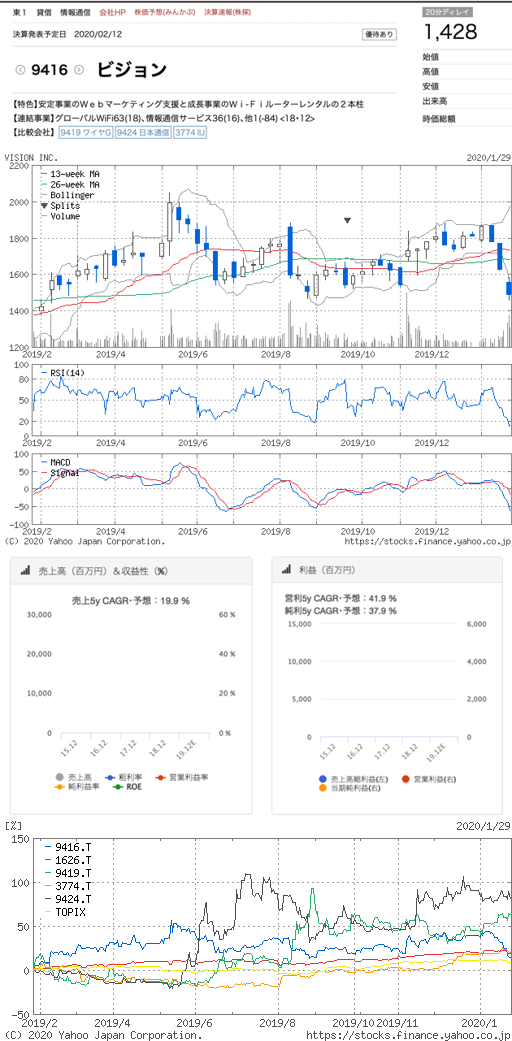 東1 貸借 情報通信 会社HP 株価予想(みんかぶ) 決算速報(株探)
20分ディレイ
決算発表予定日 2020/02/12
優待あり
1,428
9416 ビジョン
始値
高値
安値
出来高
時価総額
【特色】安定事業のWebマーケティング支援と成長事業のWi-Fiルーターレンタルの2本柱
【連結事業】グローバルWiFi63(18)、情報通信サービス36(16)、他1(-84) <18・12>
【比較会社】 9419 ワイヤG 9424 日本通信 3774 IIJ
VISION INC.
2020/1/29
13-week MA
26-week MA
Bollinger
Splits
Volume
2200
2000
1800
1600
1400
1200
2019/2 2019/4 2019/6 2019/8 2019/10 2019/12
RSI(14)
100
80
50
20
0
2019/2 2019/4 2019/6 2019/8 2019/10 2019/12
MACD
Signal
100
50
0
-50
-100
2019/2 2019/4 2019/6 2019/8 2019/10 2019/12
(C) 2020 Yahoo Japan Corporation.
https://stocks.finance.yahoo.co.jp/
売上高（百万円）＆収益性（%）
売上5y CAGR・予想：19.9 %
30,000 60 %
20,000 40 %
10,000 20 %
0 0 %
15.12 16.12 17.12 18.12 19.12E
売上高 粗利率 営業利益率
純利益率 ROE
利益（百万円）
営利5y CAGR・予想：41.9 %
純利5y CAGR・予想：37.9 %
15,000 6,000
10,000 4,000
5,000 2,000
0 0
15.12 16.12 17.12 18.12 19.12E
売上高総利益(左) 営業利益(右)
当期純利益(右)
[%]
2020/1/29
9416.T
1626.T
9419.T
3774.T
9424.T
TOPIX
150
100
50
0
-50
2019/2 2019/4 2019/6 2019/8 2019/10 2019/11 2020/1
(C) 2020 Yahoo Japan Corporation.
https://stocks.finance.yahoo.co.jp/